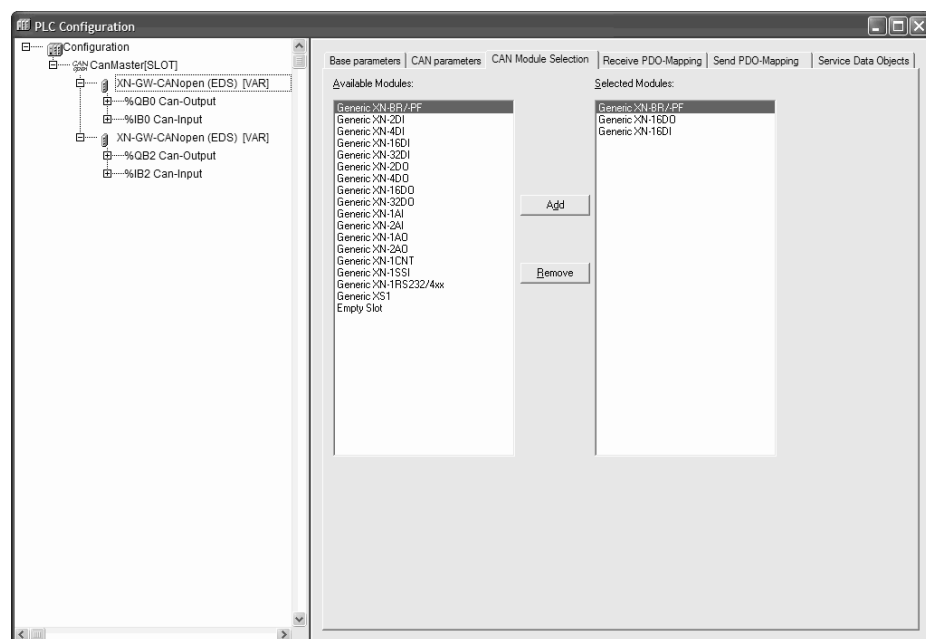 PLC Configuration
Configuration
CAN open CanMaster[SLOT]
XN-GW-CANopen (EDS) [VAR]
%QB0 Can-Output
%IB0 Can-Input
XN-GW-CANopen (EDS) [VAR]
%QB2 Can-Output
%IB2 Can-Input
Base parameters
CAN parameters
CAN Module Selection
Receive PDO-Mapping
Send PDO-Mapping
Service Data Objects
Available Modules:
Generic XN-BR/-PF
Generic XN-2DI
Generic XN-4DI
Generic XN-16DI
Generic XN-32DI
Generic XN-2DO
Generic XN-4DO
Generic XN-16DO
Generic XN-32DO
Generic XN-1AI
Generic XN-2AI
Generic XN-1AO
Generic XN-2AO
Generic XN-1CNT
Generic XN-1SSI
Generic XN-1RS232/4xx
Generic XS1
Empty Slot
Add
Remove
Selected Modules:
Generic XN-BR/-PF
Generic XN-16DO
Generic XN-16DI